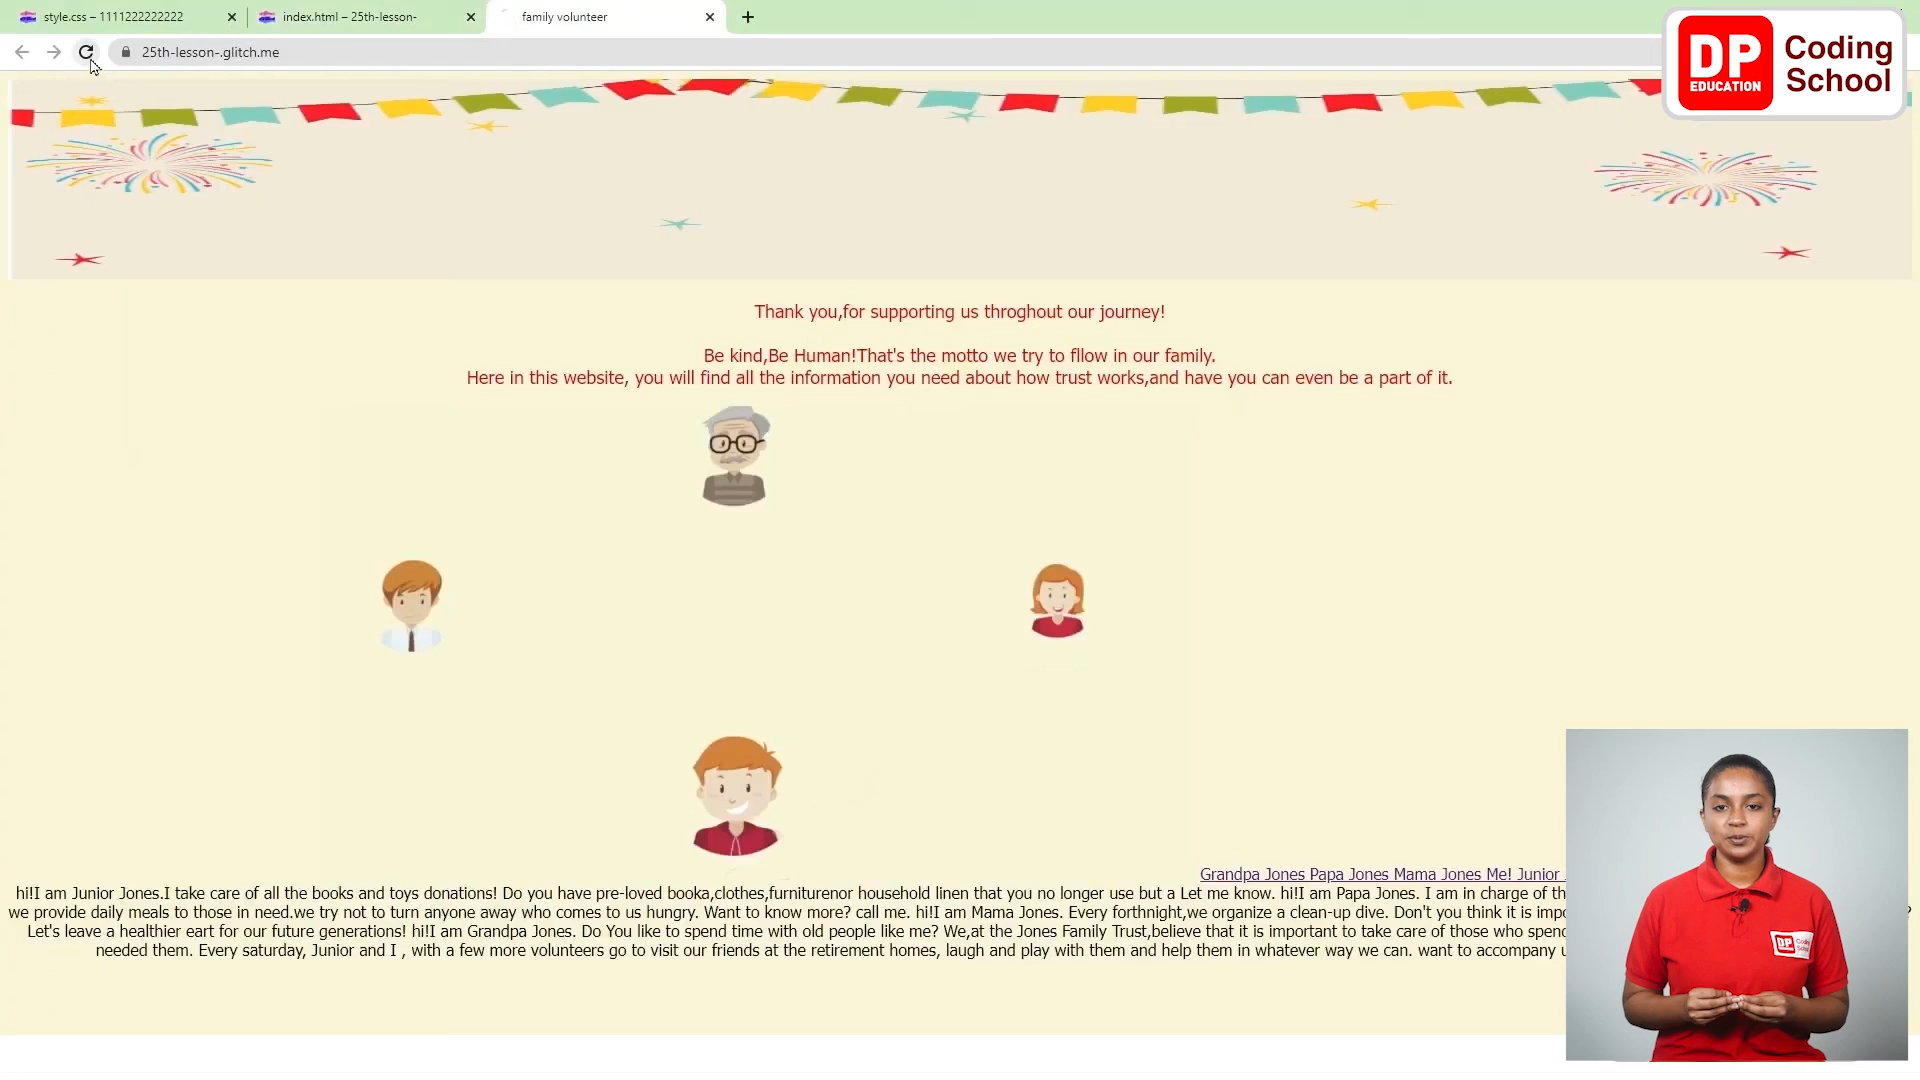 style.css – 1111222222222
index.html – 25th-lesson-
family volunteer
25th-lesson-.glitch.me
DP
EDUCATION
Coding
School
Thank you,for supporting us throghout our journey!
Be kind,Be Human!That's the motto we try to fllow in our family.
Here in this website, you will find all the information you need about how trust works,and have you can even be a part of it.
Grandpa Jones Papa Jones Mama Jones Me! Junior
hi!I am Junior Jones.I take care of all the books and toys donations! Do you have pre-loved booka,clothes,furniturenor household linen that you no longer use but a Let me know. hi!I am Papa Jones. I am in charge of
we provide daily meals to those in need.we try not to turn anyone away who comes to us hungry. Want to know more? call me. hi!I am Mama Jones. Every forthnight,we organize a clean-up dive. Don't you think it is
Let's leave a healthier eart for our future generations! hi!I am Grandpa Jones. Do You like to spend time with old people like me? We,at the Jones Family Trust,believe that it is important to take care of those who
needed them. Every saturday, Junior and I , with a few more volunteers go to visit our friends at the retirement homes, laugh and play with them and help them in whatever way we can. want to accompany
DP